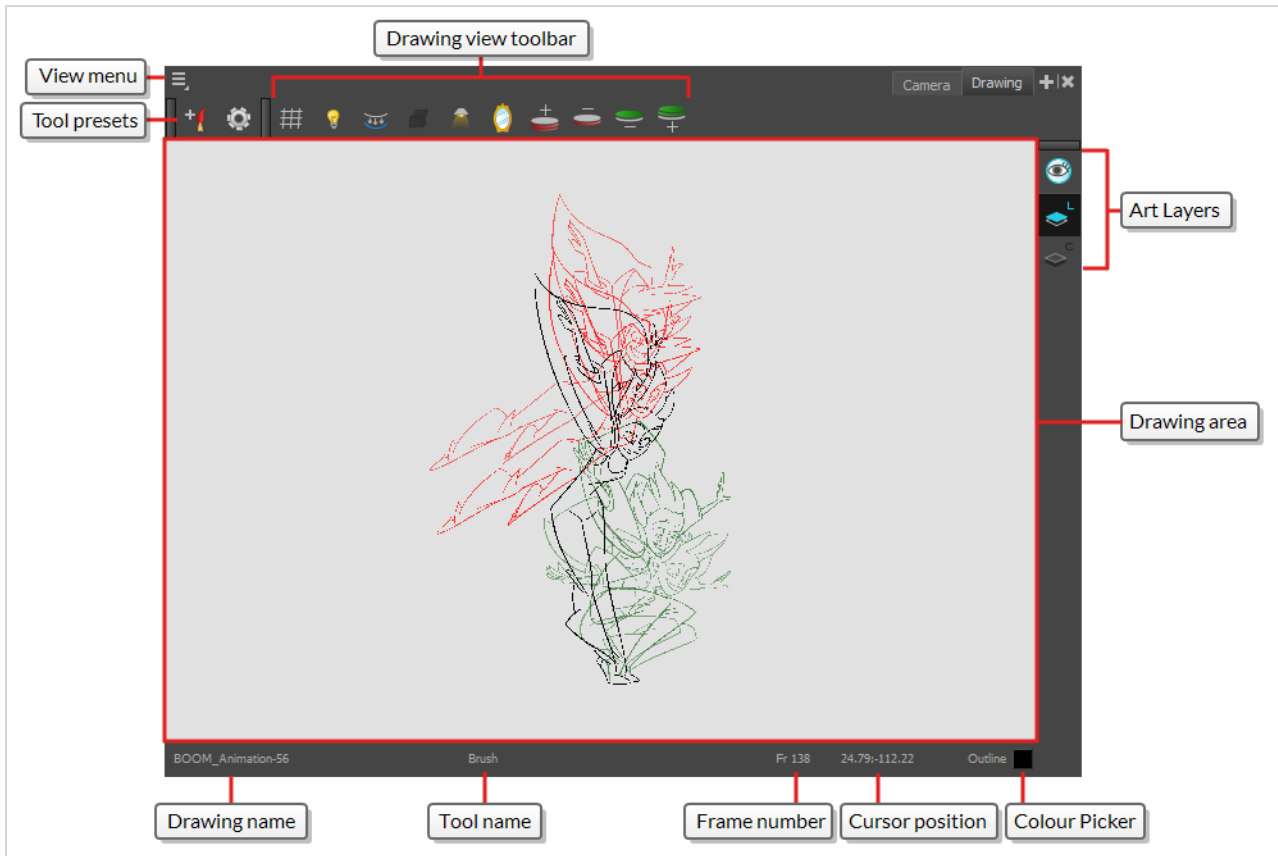 Drawing view toolbar
View menu
Camera
Drawing
Tool presets
L
Art Layers
C
Drawing area
BOOM_Animation-56
Brush
Fr 138
24.79:-112.22
Outline
Drawing name
Tool name
Frame number
Cursor position
Colour Picker